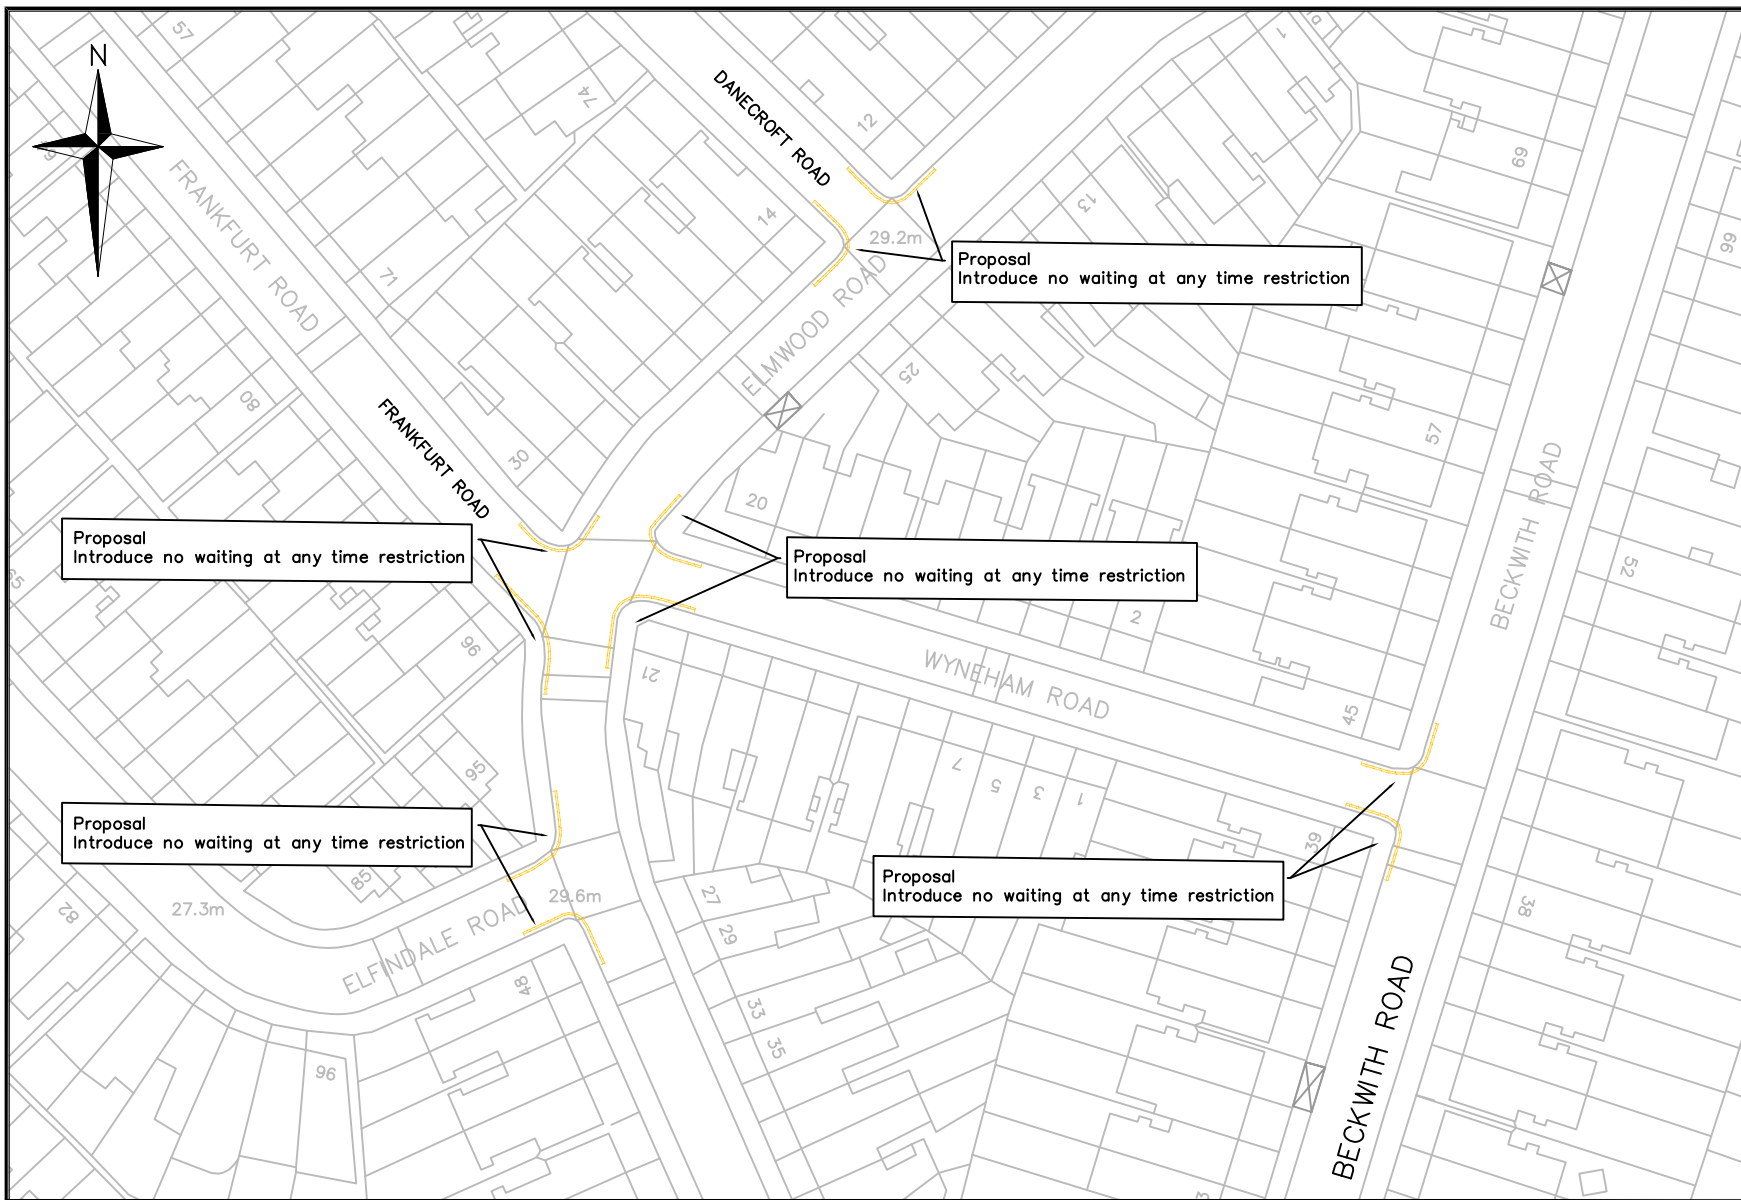 57
N
74
DANECROFT ROAD
12
1
69
FRANKFURT ROAD
14
13
29.2m
66
71
ELMWOOD ROAD
Proposal
Introduce no waiting at any time restriction
25
80
FRANKFURT ROAD
30
57
BECKWITH ROAD
20
Proposal
Introduce no waiting at any time restriction
Proposal
Introduce no waiting at any time restriction
52
65
96
2
21
WYNEHAM ROAD
45
95
7
5
3
1
Proposal
Introduce no waiting at any time restriction
39
85
Proposal
Introduce no waiting at any time restriction
82
27.3m
ELFINDALE ROAD
29.6m
27
29
38
48
33
35
BECKWITH ROAD
96